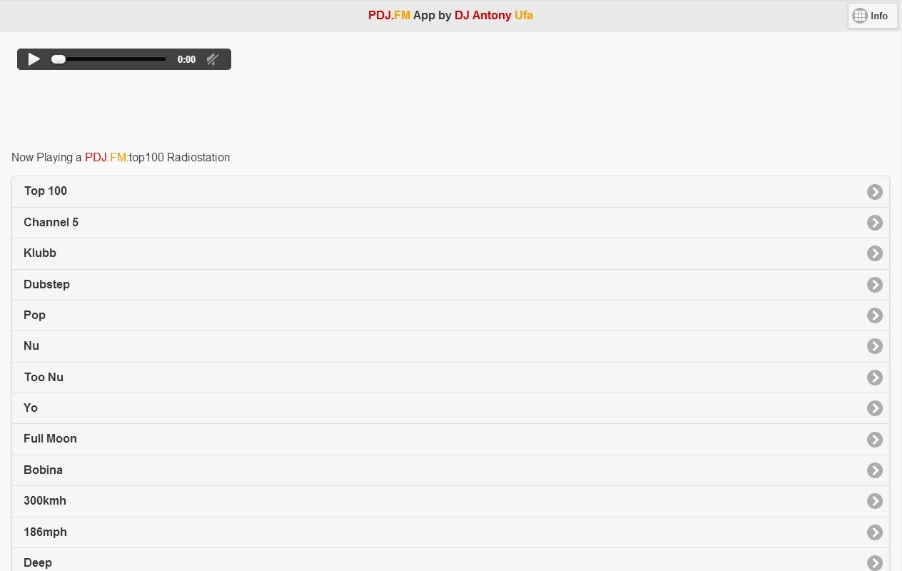 PDJ.FM App by DJ Antony Ufa
Info
0:00
Now Playing a PDJ.FM:top100 Radiostation
Top 100
Channel 5
Klubb
Dubstep
Pop
Nu
Too Nu
Yo
Full Moon
Bobina
300kmh
186mph
Deep